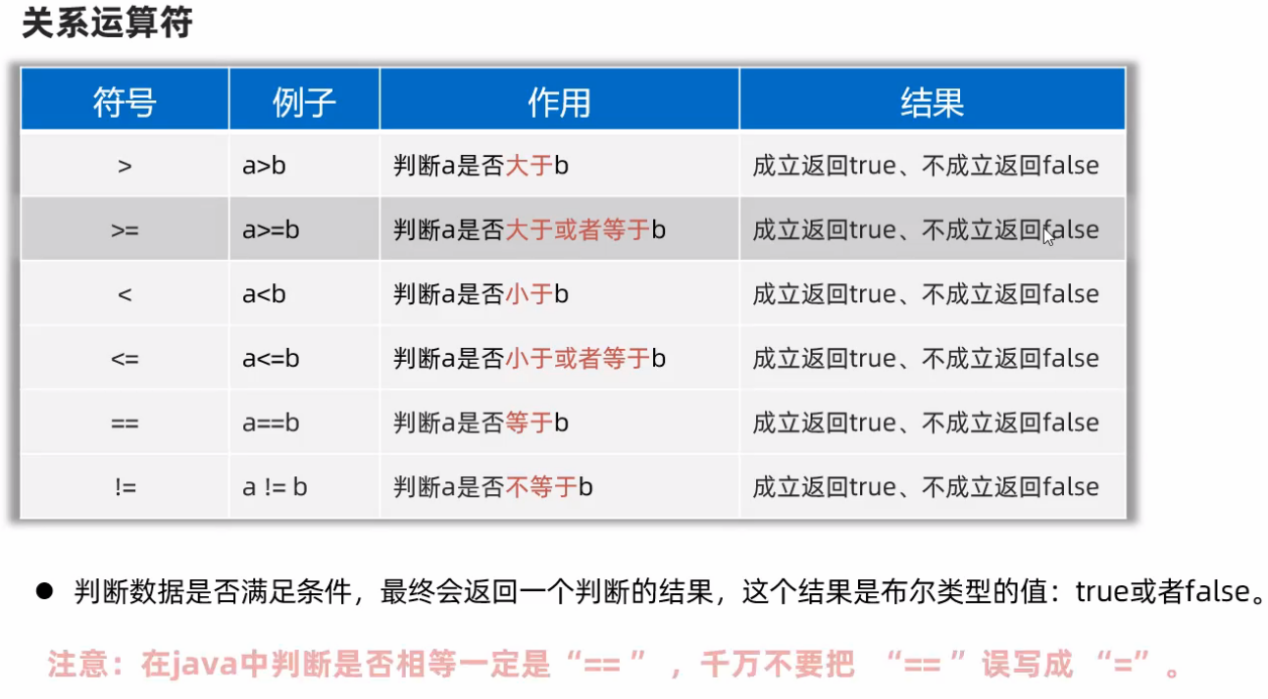 关系运算符
符号 例子 作用 结果
> a>b 判断a是否大于b 成立返回true、不成立返回false
>= a>=b 判断a是否大于或者等于b 成立返回true、不成立返回false
< a<b 判断a是否小于b 成立返回true、不成立返回false
<= a<=b 判断a是否小于或者等于b 成立返回true、不成立返回false
== a==b 判断a是否等于b 成立返回true、不成立返回false
!= a != b 判断a是否不等于b 成立返回true、不成立返回false
● 判断数据是否满足条件，最终会返回一个判断的结果，这个结果是布尔类型的值：true或者false。
注意：在java中判断是否相等一定是“== ” ，千万不要把 “== ”误写成 “=”。